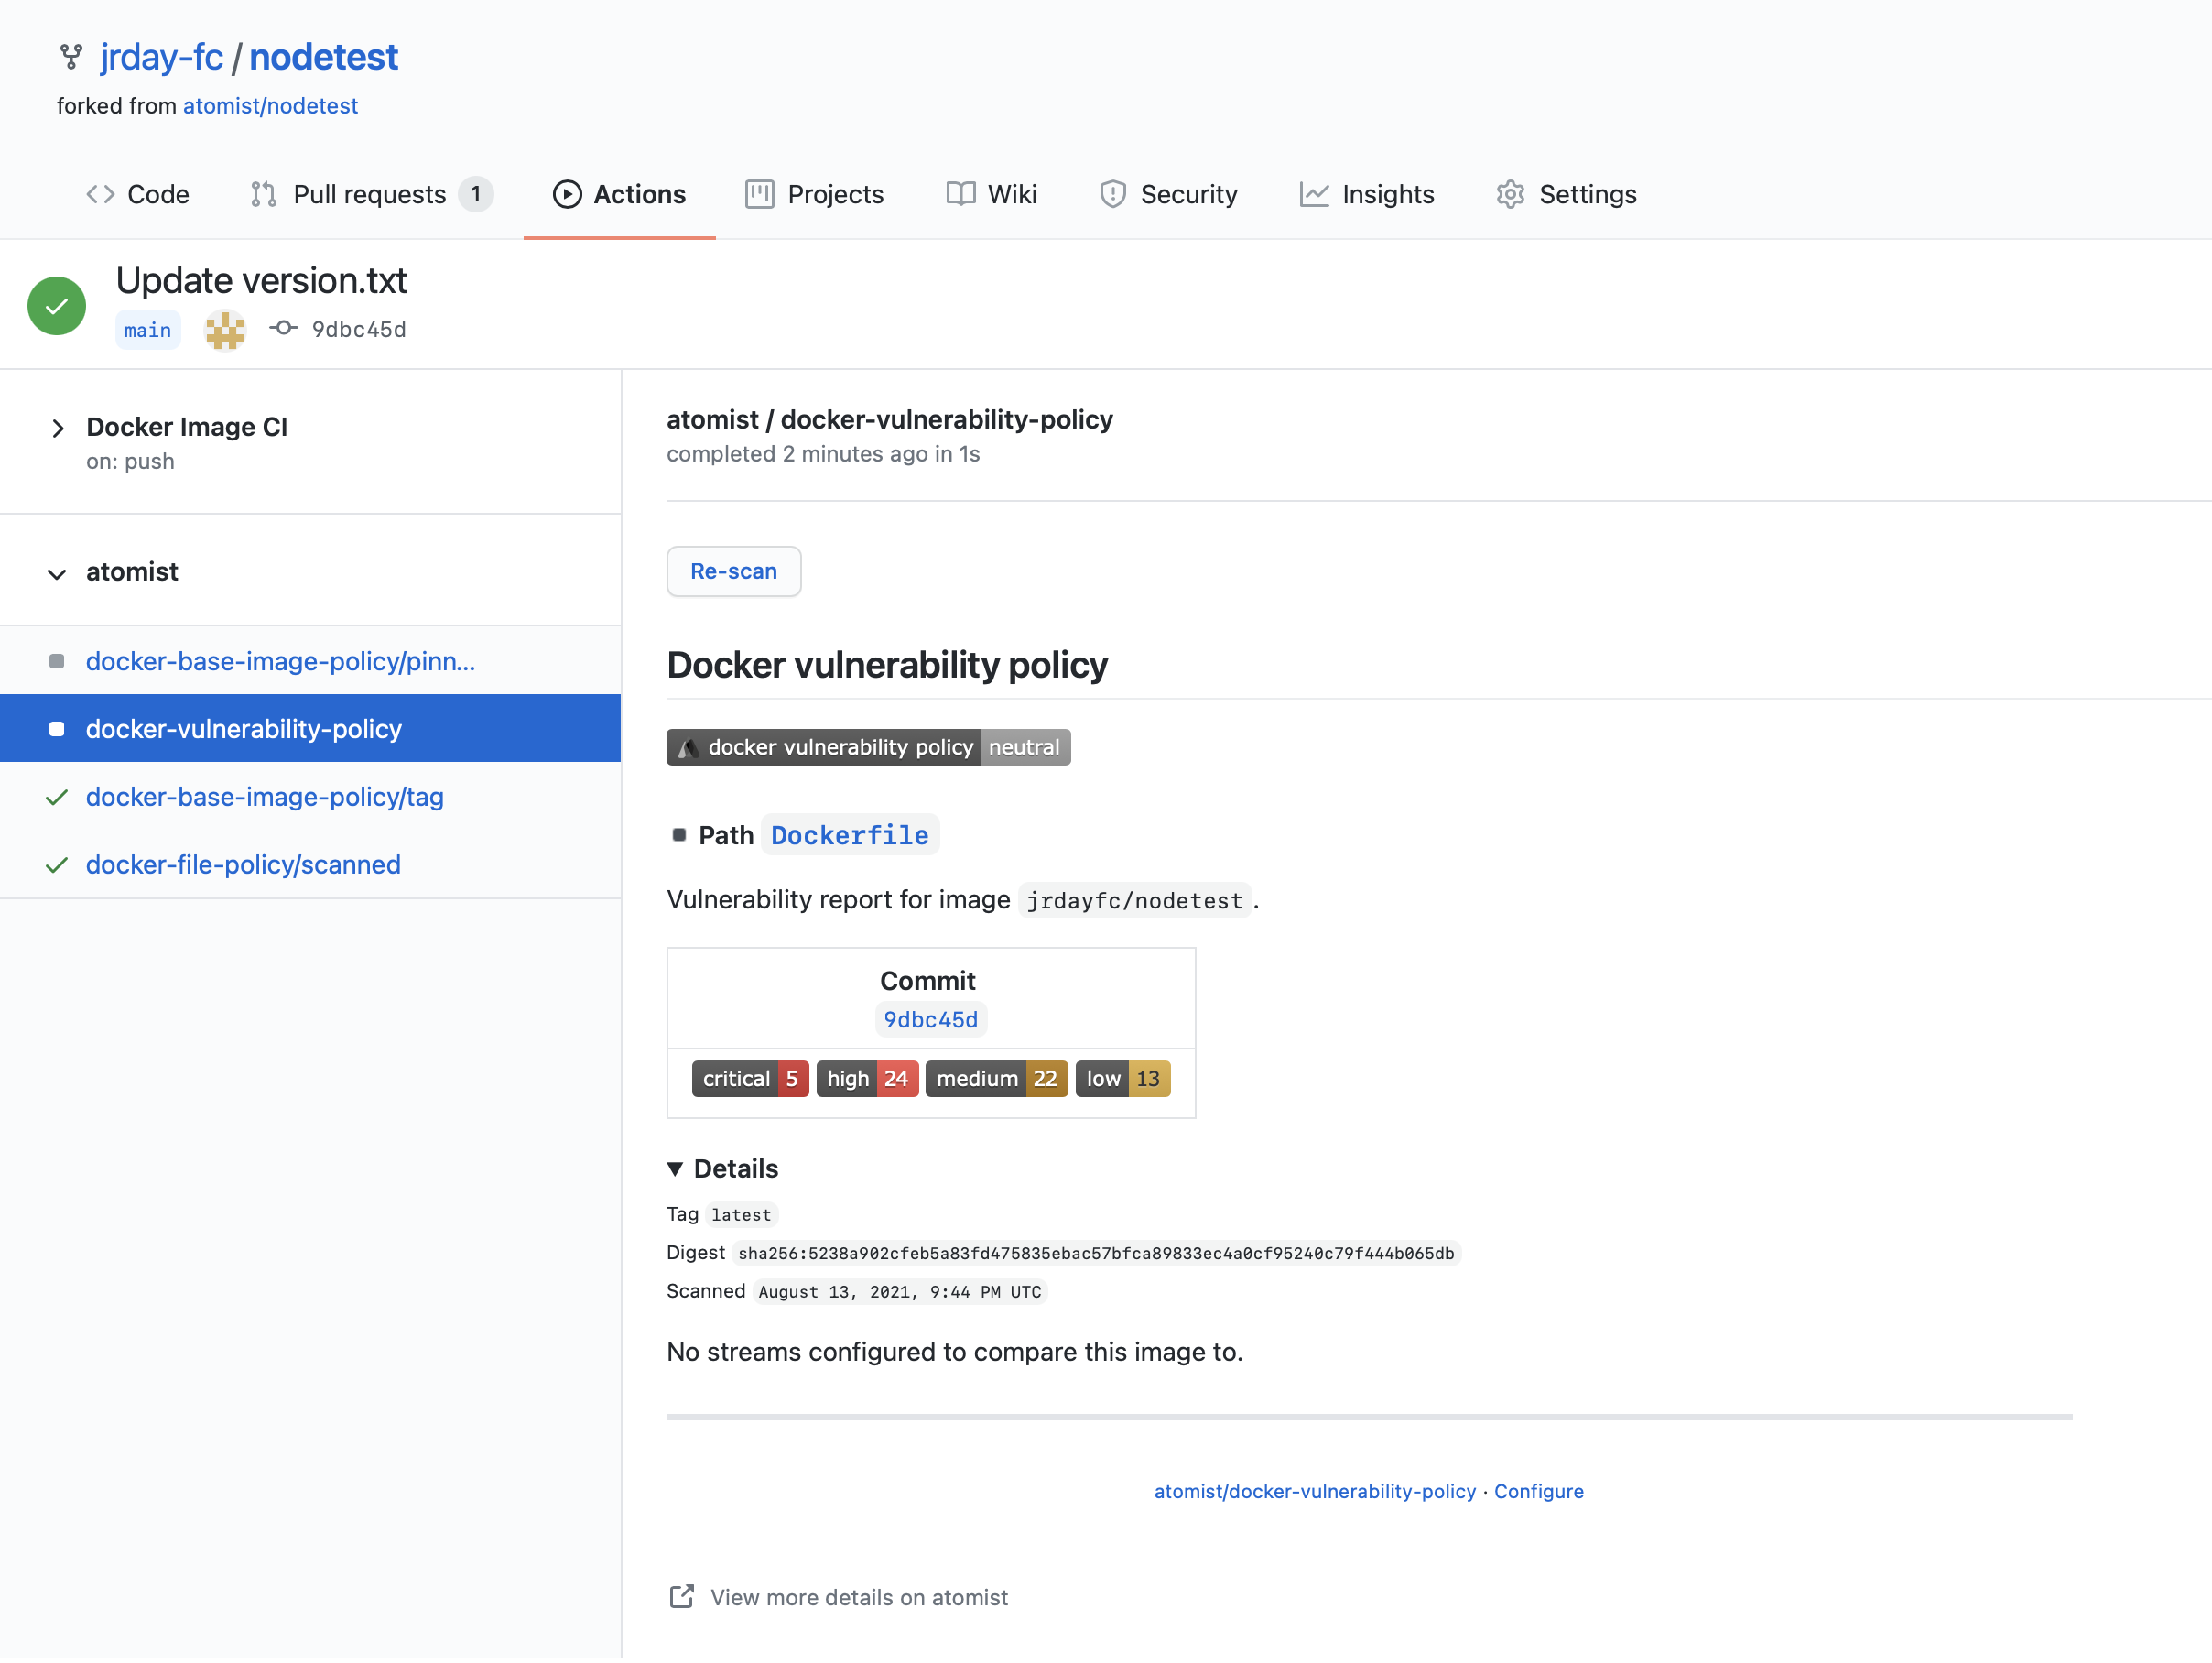 jrday-fc / nodetest
forked from atomist/nodetest
Code Pull requests 1 Actions Projects Wiki Security Insights Settings
Update version.txt
main 9dbc45d
Docker Image CI
on: push
atomist
docker-base-image-policy/pinn...
docker-vulnerability-policy
docker-base-image-policy/tag
docker-file-policy/scanned
atomist / docker-vulnerability-policy
completed 2 minutes ago in 1s
Re-scan
Docker vulnerability policy
docker vulnerability policy neutral
Path Dockerfile
Vulnerability report for image jrdayfc/nodetest.
Commit
9dbc45d
critical 5 high 24 medium 22 low 13
Details
Tag latest
Digest sha256:5238a902cfeb5a83fd475835ebac57bfca89833ec4a0cf95240c79f444b065db
Scanned August 13, 2021, 9:44 PM UTC
No streams configured to compare this image to.
atomist/docker-vulnerability-policy · Configure
View more details on atomist